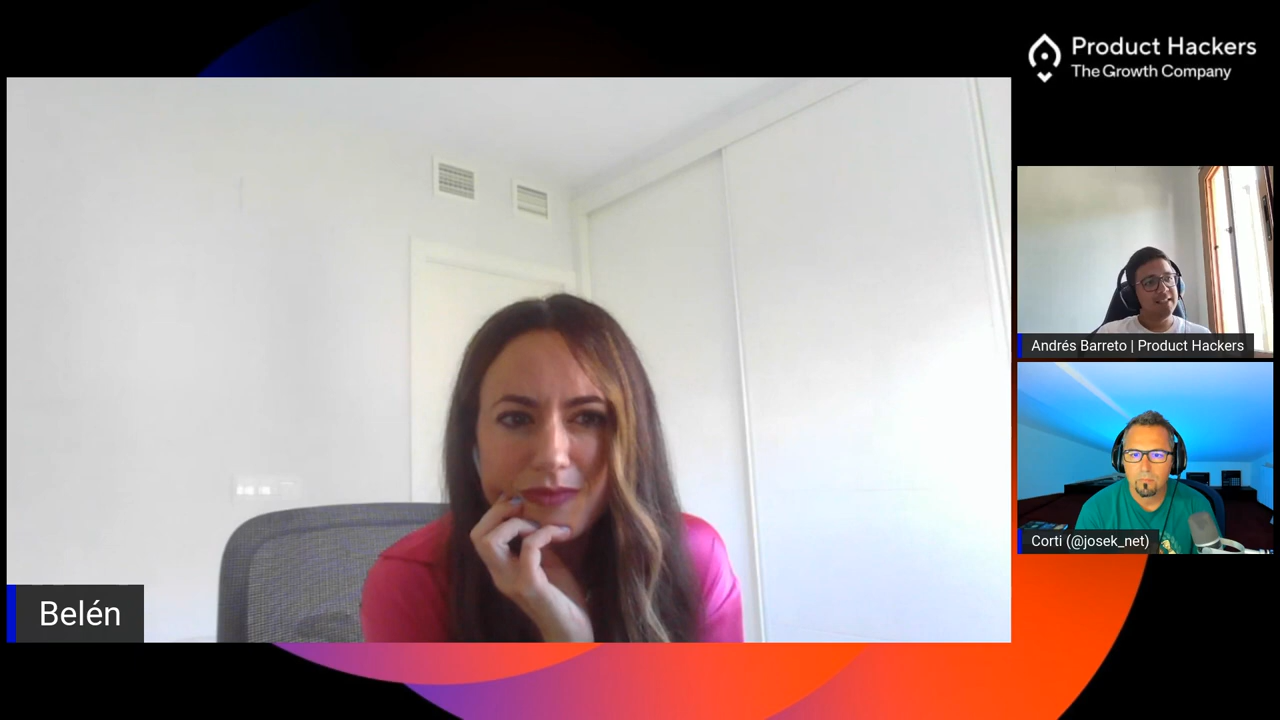 Product Hackers
The Growth Company
Andrés Barreto | Product Hackers
Corti (@josek_net)
Belén